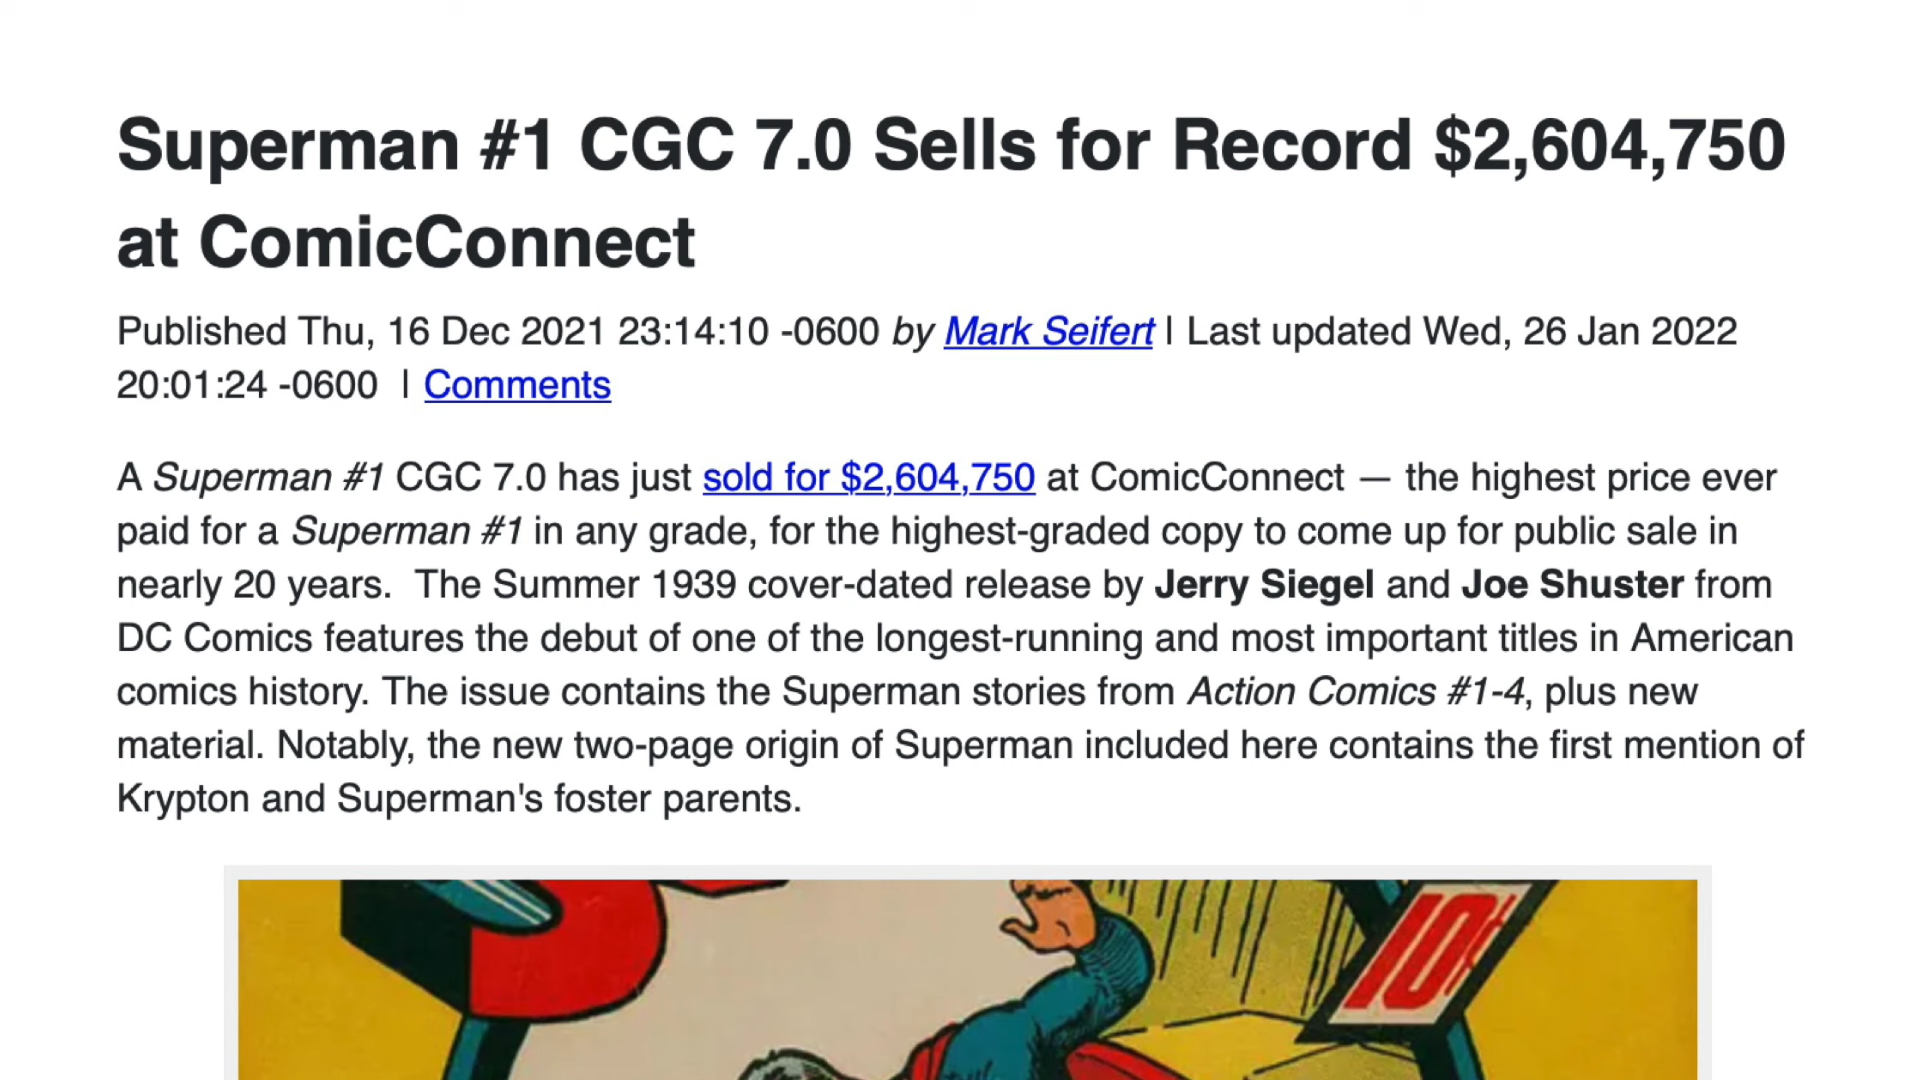 Superman #1 CGC 7.0 Sells for Record $2,604,750
at ComicConnect
Published Thu, 16 Dec 2021 23:14:10 -0600 by Mark Seifert | Last updated Wed, 26 Jan 2022
20:01:24 -0600 | Comments
A Superman #1 CGC 7.0 has just sold for $2,604,750 at ComicConnect — the highest price ever
paid for a Superman #1 in any grade, for the highest-graded copy to come up for public sale in
nearly 20 years.  The Summer 1939 cover-dated release by Jerry Siegel and Joe Shuster from
DC Comics features the debut of one of the longest-running and most important titles in American
comics history. The issue contains the Superman stories from Action Comics #1-4, plus new
material. Notably, the new two-page origin of Superman included here contains the first mention of
Krypton and Superman's foster parents.
10¢